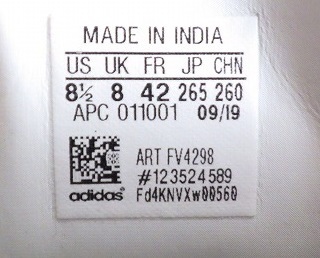 MADE IN INDIA
US UK FR JP CHN
8½ 8 42 265 260
APC 011001 09/19
ART FV4298
#123524589
adidas® Fd4KNVXw00560